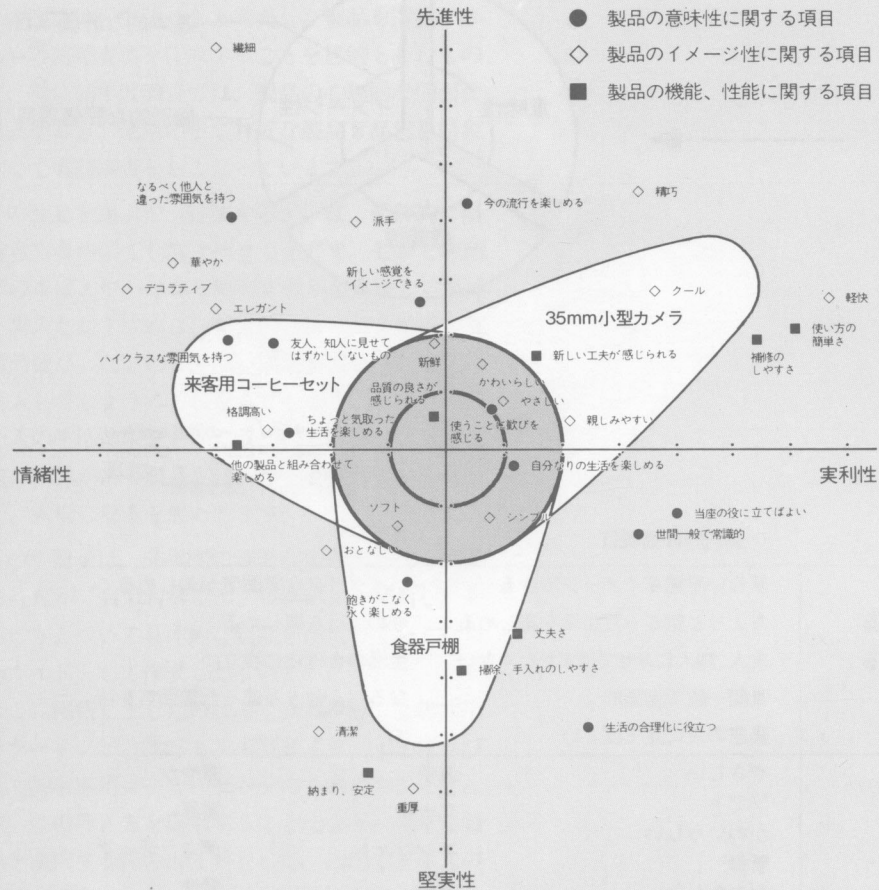 先進性
● 製品の意味性に関する項目
◇ 製品のイメージ性に関する項目
■ 製品の機能、性能に関する項目
繊細
なるべく他人と
違った雰囲気を持つ
今の流行を楽しめる
精巧
派手
華やか
デコラティブ
新しい感覚を
イメージできる
エレガント
クール
軽快
35mm小型カメラ
使い方の
簡単さ
補修の
しやすさ
ハイクラスな雰囲気を持つ
友人、知人に見せて
はずかしくないもの
新鮮
新しい工夫が感じられる
かわいらしい
来客用コーヒーセット
品質の良さが
感じられる
やさしい
格調高い
ちょっと気取った
生活を楽しめる
使うことに歓びを
感じる
親しみやすい
他の製品と組み合わせて
楽しめる
自分なりの生活を楽しめる
情緒性
実利性
ソフト
シンプル
当座の役に立てばよい
世間一般で常識的
おとなしい
飽きがこなく
永く楽しめる
食器戸棚
丈夫さ
掃除、手入れのしやすさ
清潔
生活の合理化に役立つ
納まり、安定
重厚
堅実性